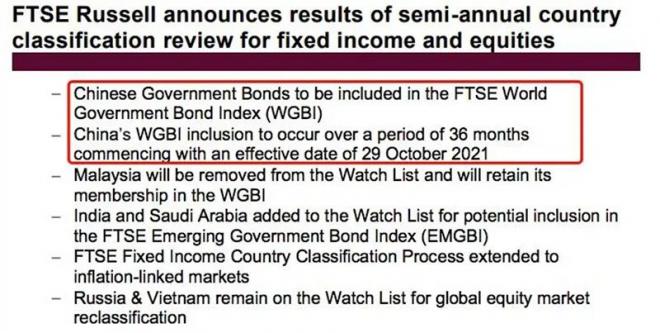 FTSE Russell announces results of semi-annual country
classification review for fixed income and equities
– Chinese Government Bonds to be included in the FTSE World
Government Bond Index (WGBI)
– China's WGBI inclusion to occur over a period of 36 months
commencing with an effective date of 29 October 2021
– Malaysia will be removed from the Watch List and will retain its
membership in the WGBI
– India and Saudi Arabia added to the Watch List for potential inclusion in
the FTSE Emerging Government Bond Index (EMGBI)
– FTSE Fixed Income Country Classification Process extended to
inflation-linked markets
– Russia & Vietnam remain on the Watch List for global equity market
reclassification